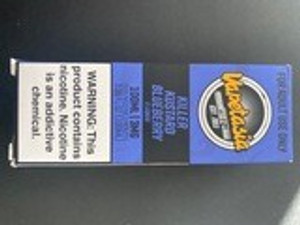 FOR ADULT USE ONLY
Vapetasia
KILLER
KUSTARD
BLUEBERRY
100ML | 3MG
WARNING: This
product contains
nicotine. Nicotine
is an addictive
chemical.